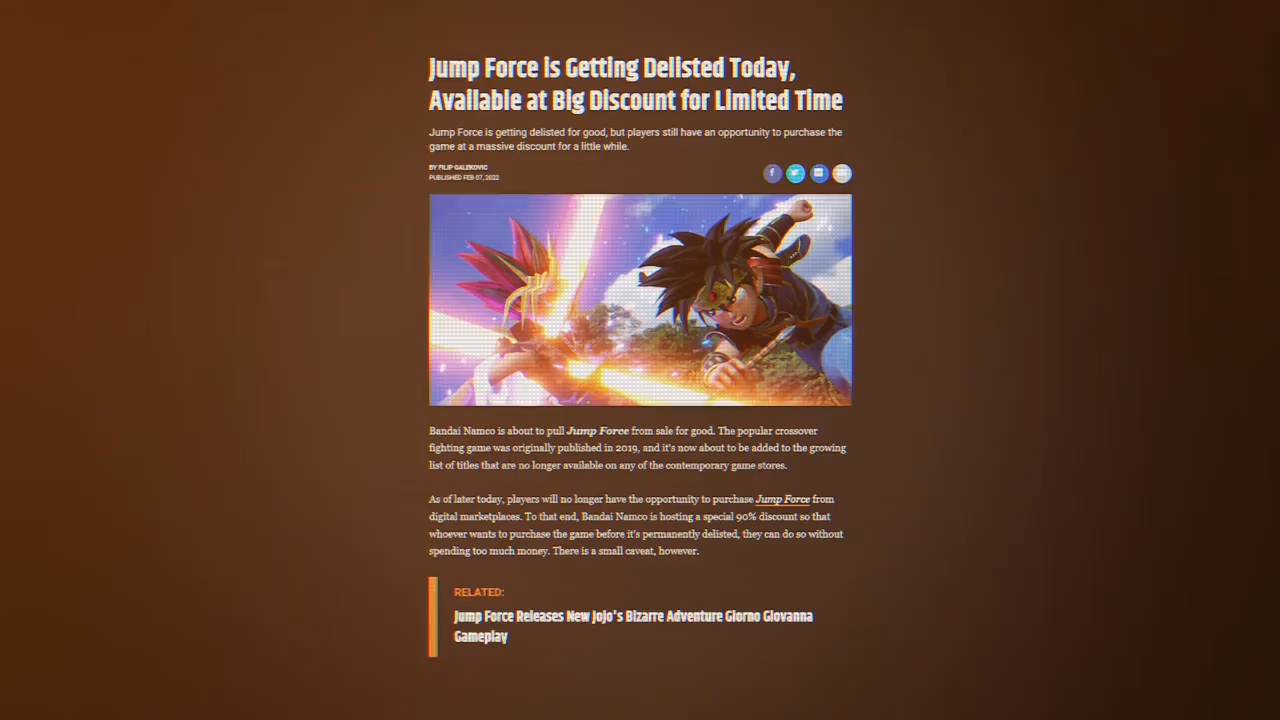 Jump Force is Getting Delisted Today,
Available at Big Discount for Limited Time
Jump Force is getting delisted for good, but players still have an opportunity to purchase the
game at a massive discount for a little while.
BY FILIP GALEKOVIC
PUBLISHED FEB 07, 2022
Bandai Namco is about to pull Jump Force from sale for good. The popular crossover
fighting game was originally published in 2019, and it's now about to be added to the growing
list of titles that are no longer available on any of the contemporary game stores.
As of later today, players will no longer have the opportunity to purchase Jump Force from
digital marketplaces. To that end, Bandai Namco is hosting a special 90% discount so that
whoever wants to purchase the game before it's permanently delisted, they can do so without
spending too much money. There is a small caveat, however.
RELATED:
Jump Force Releases New Jojo's Bizarre Adventure Giorno Giovanna
Gameplay